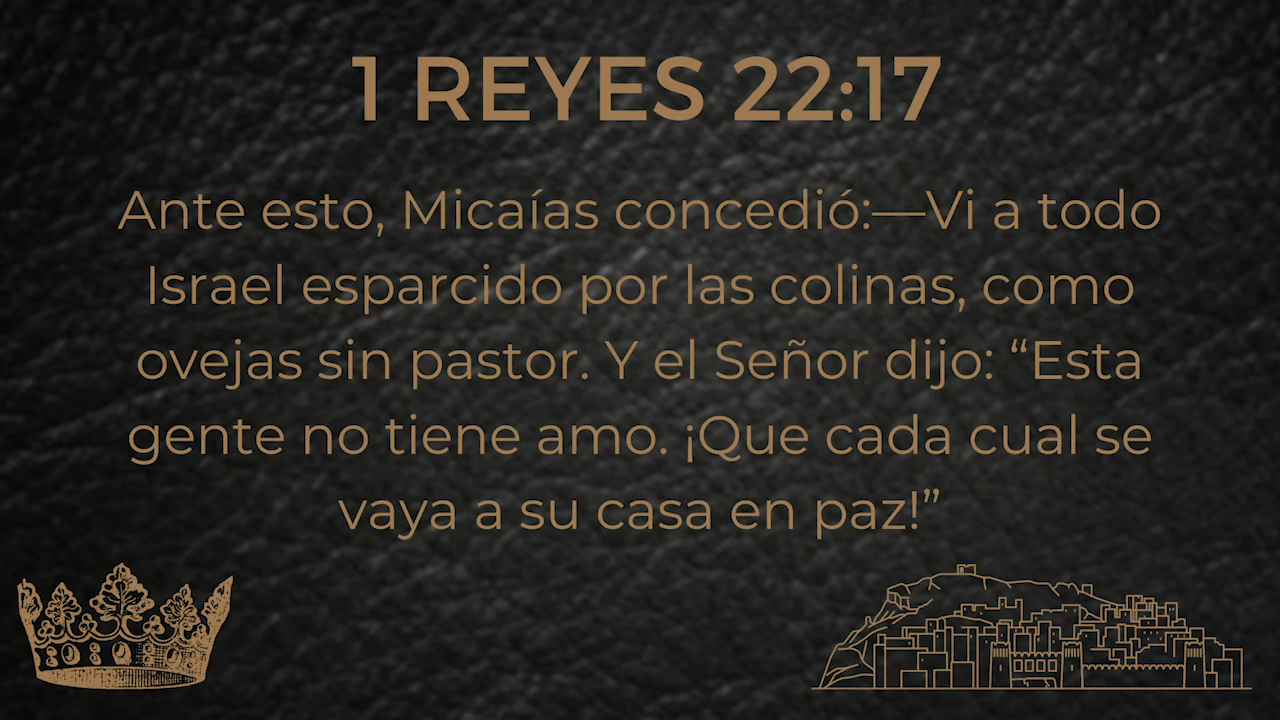 1 REYES 22:17
Ante esto, Micaías concedió:—Vi a todo
Israel esparcido por las colinas, como
ovejas sin pastor. Y el Señor dijo: “Esta
gente no tiene amo. ¡Que cada cual se
vaya a su casa en paz!”